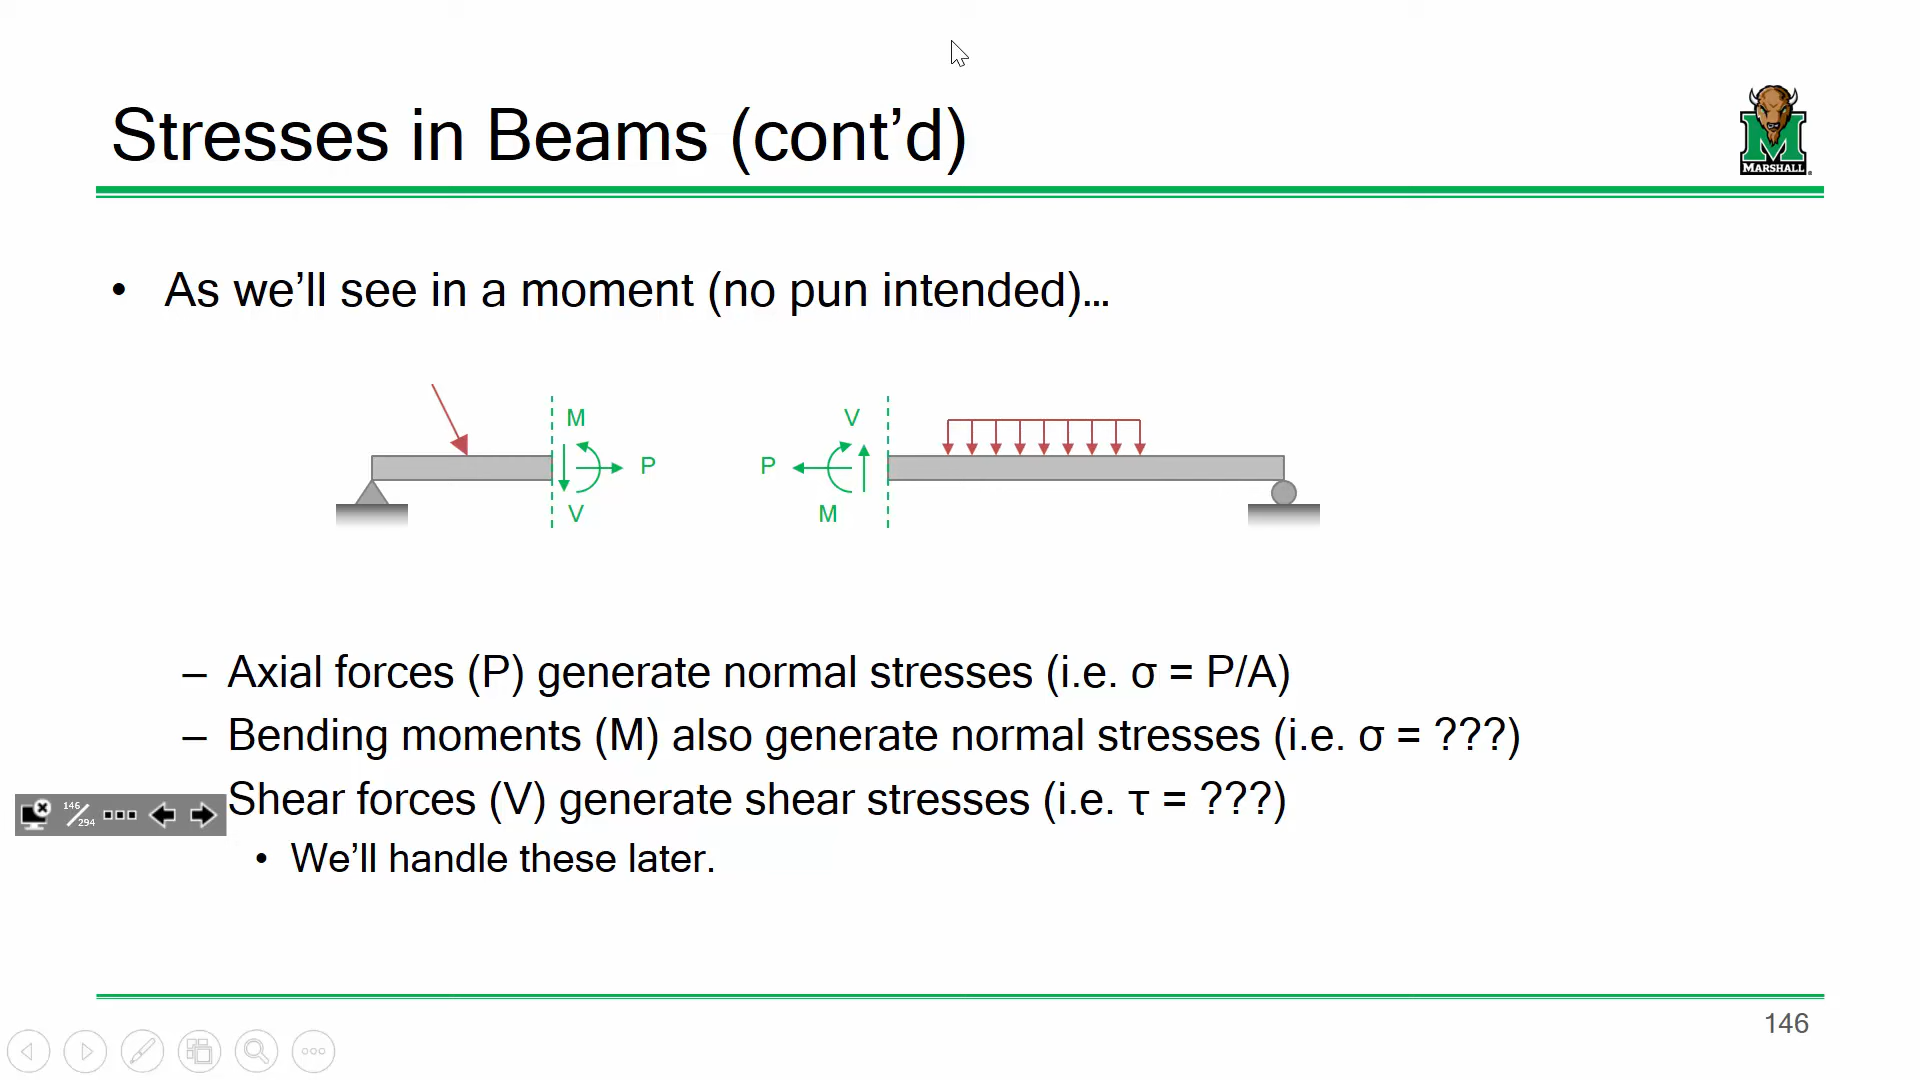 Stresses in Beams (cont’d)
MARSHALL
• As we’ll see in a moment (no pun intended)…
M
V
P
P
V
M
– Axial forces (P) generate normal stresses (i.e. σ = P/A)
– Bending moments (M) also generate normal stresses (i.e. σ = ???)
Shear forces (V) generate shear stresses (i.e. τ = ???)
146/294
• We’ll handle these later.
146